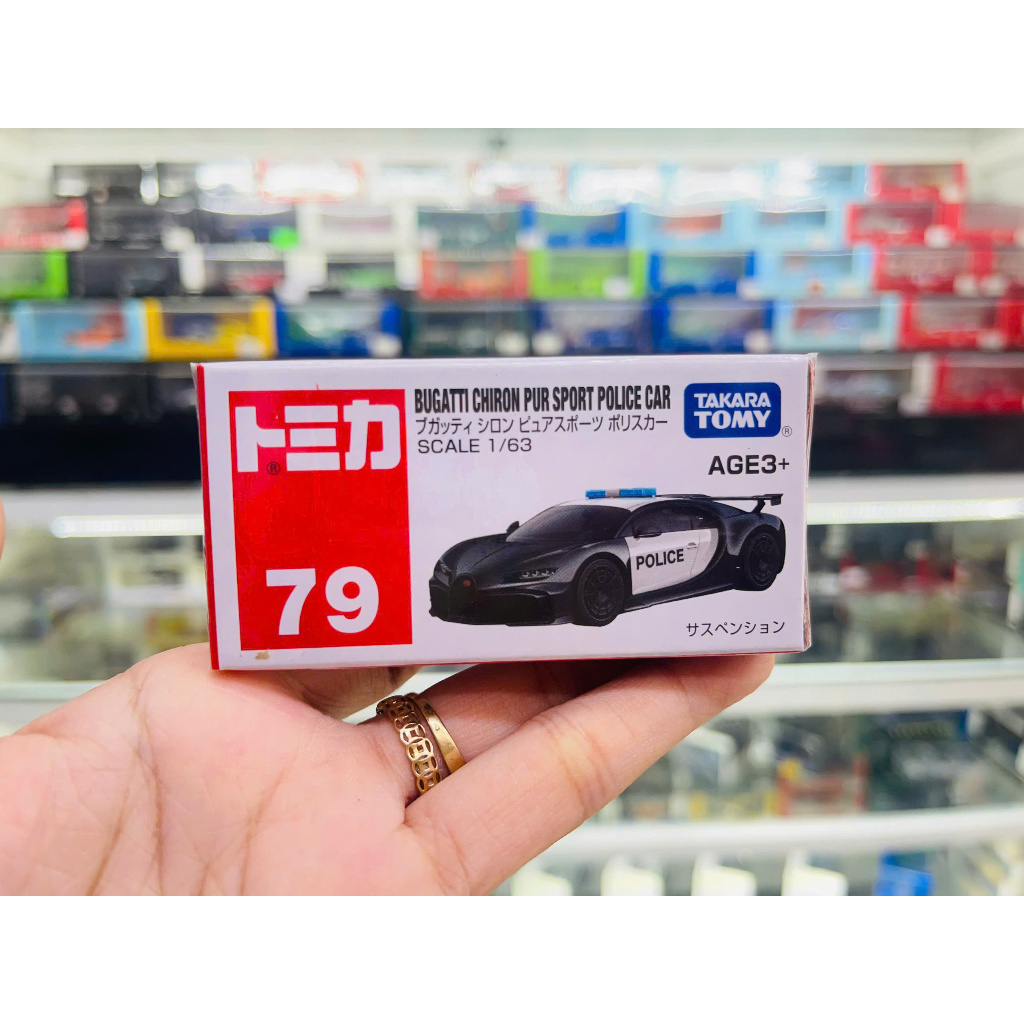 トミカ
®
79
BUGATTI CHIRON PUR SPORT POLICE CAR
ブガッティ シロン ピュアスポーツ ポリスカー
SCALE 1/63
TAKARA
TOMY
®
AGE3+
POLICE
サスペンション